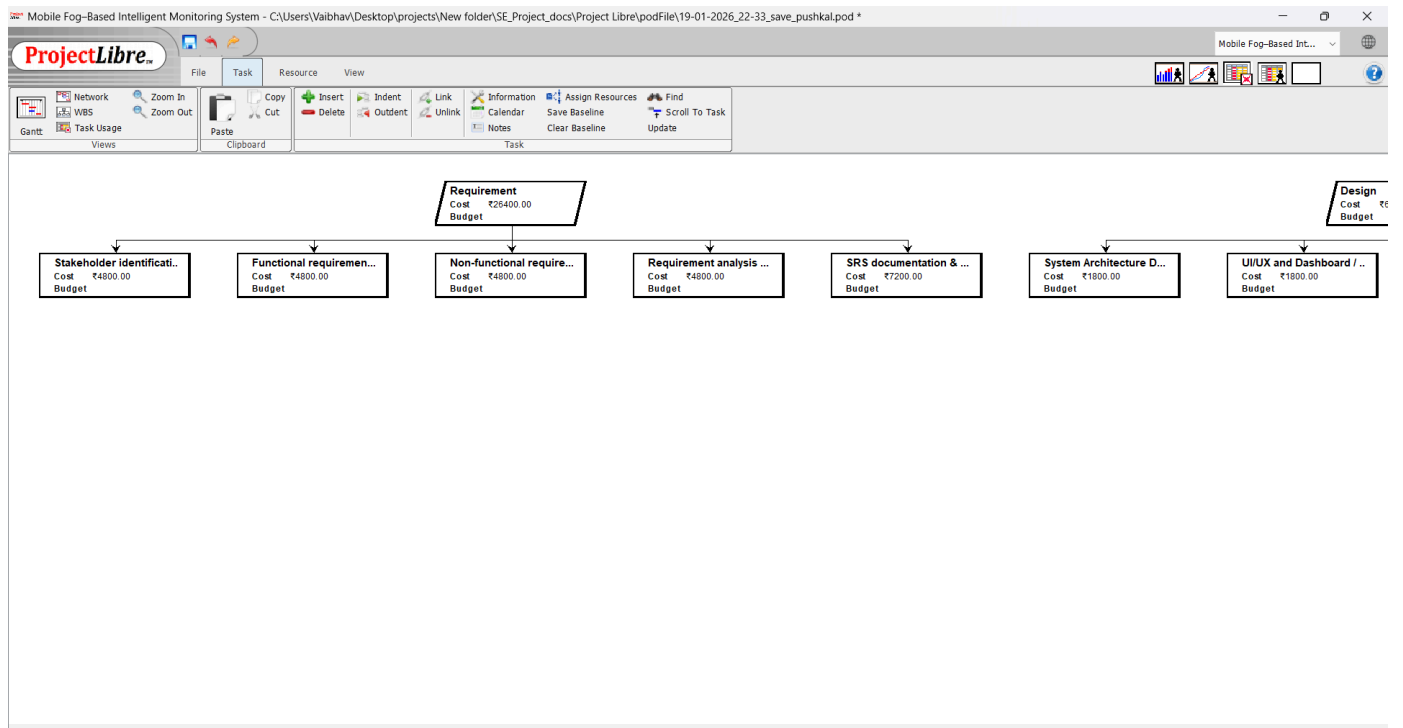 Mobile Fog–Based Intelligent Monitoring System - C:\Users\Vaibhav\Desktop\projects\New folder\SE_Project_docs\Project Libre\podFile\19-01-2026_22-33_save_pushkal.pod *
ProjectLibre™
Mobile Fog–Based Int...
File Task Resource View
Gantt
Network
WBS
Task Usage
Zoom In
Zoom Out
Views
Paste
Copy
Cut
Clipboard
Insert
Delete
Indent
Outdent
Link
Unlink
Information
Calendar
Notes
Assign Resources
Save Baseline
Clear Baseline
Find
Scroll To Task
Update
Task
Requirement
Cost ₹26400.00
Budget
Design
Cost ₹6
Budget
Stakeholder identificati..
Cost ₹4800.00
Budget
Functional requiremen...
Cost ₹4800.00
Budget
Non-functional require...
Cost ₹4800.00
Budget
Requirement analysis ...
Cost ₹4800.00
Budget
SRS documentation & ...
Cost ₹7200.00
Budget
System Architecture D...
Cost ₹1800.00
Budget
UI/UX and Dashboard / ..
Cost ₹1800.00
Budget